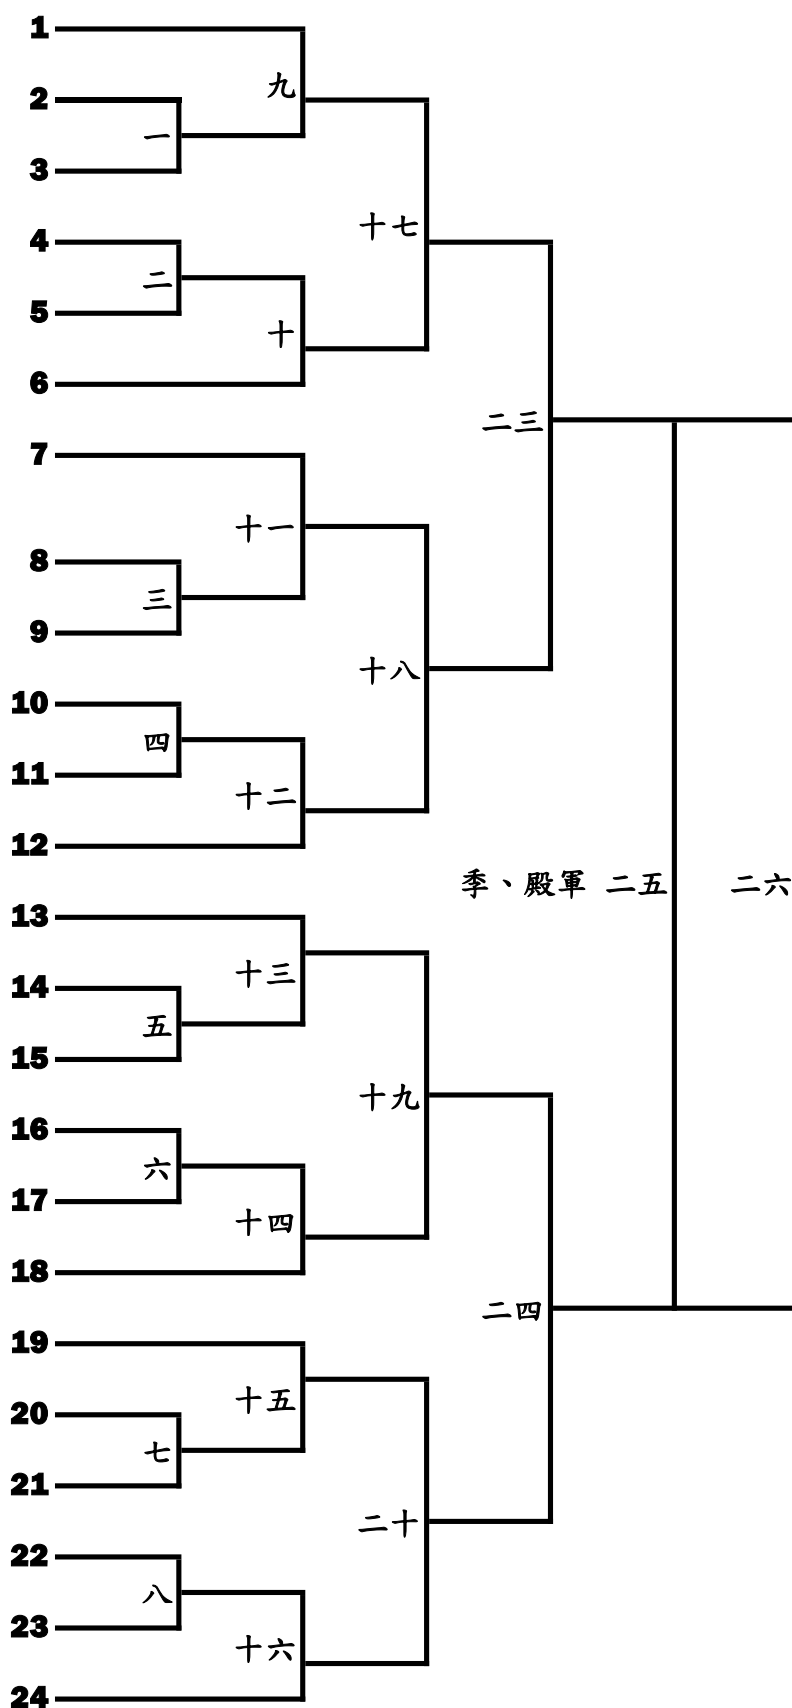 1
九
2
一
3
十七
4
二
5
十
6
二三
7
十一
8
三
9
十八
10
四
11
十二
12
季、殿軍 二五 二六
13
十三
14
五
15
十九
16
六
17
十四
18
二四
19
十五
20
七
21
二十
22
八
23
十六
24